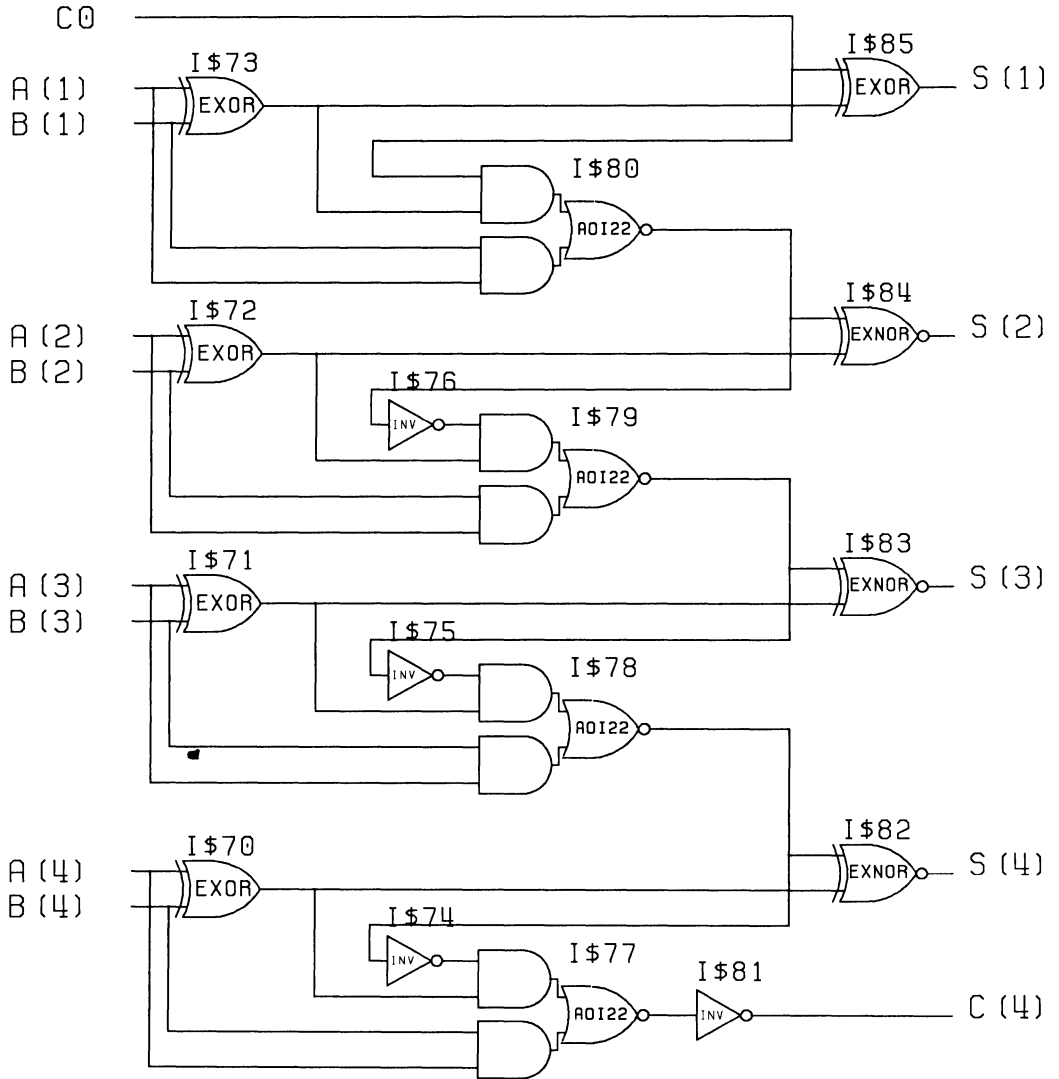 C0
I$85
I$73
A(1)
EXOR
EXOR
S(1)
B(1)
I$80
AOI22
I$84
I$72
A(2)
EXOR
EXNOR
S(2)
B(2)
I$76
INV
I$79
AOI22
I$83
I$71
A(3)
EXOR
EXNOR
S(3)
B(3)
I$75
INV
I$78
AOI22
I$82
I$70
A(4)
EXOR
EXNOR
S(4)
B(4)
I$74
INV
I$77
AOI22
I$81
INV
C(4)